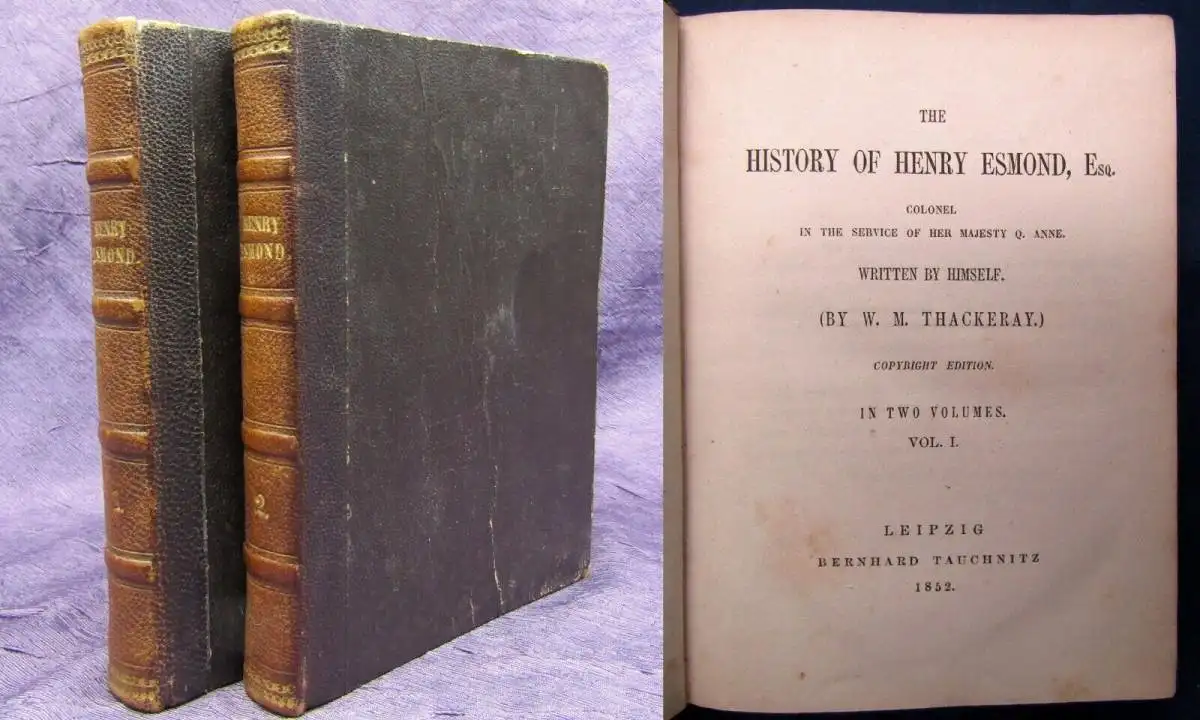 HENRY
ESMOND
1
HENRY
ESMOND
2
THE
HISTORY OF HENRY ESMOND, Esq.
COLONEL
IN THE SERVICE OF HER MAJESTY Q. ANNE.
WRITTEN BY HIMSELF.
(BY W. M. THACKERAY.)
COPYRIGHT EDITION.
IN TWO VOLUMES.
VOL. I.
LEIPZIG
BERNHARD TAUCHNITZ
1852.